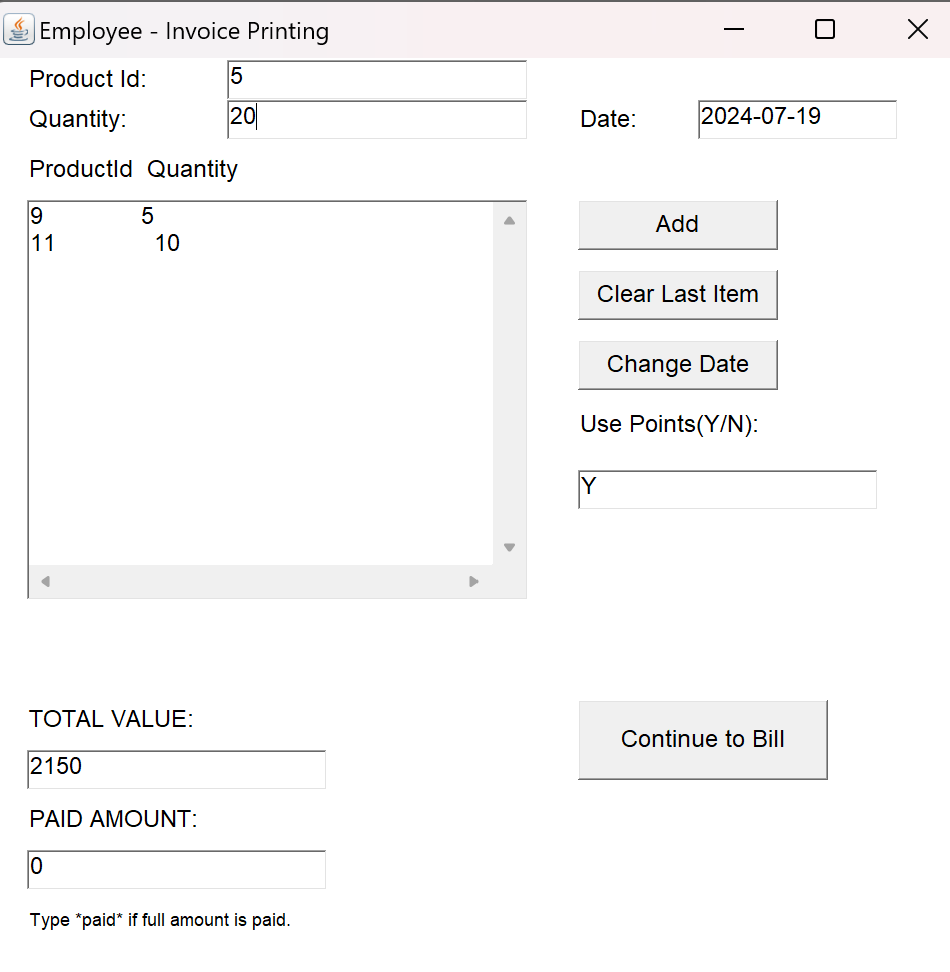 Employee - Invoice Printing
Product Id: 5
Quantity: 20
Date: 2024-07-19
ProductId Quantity
9 5
11 10
Add
Clear Last Item
Change Date
Use Points(Y/N):
Y
TOTAL VALUE:
2150
Continue to Bill
PAID AMOUNT:
0
Type *paid* if full amount is paid.